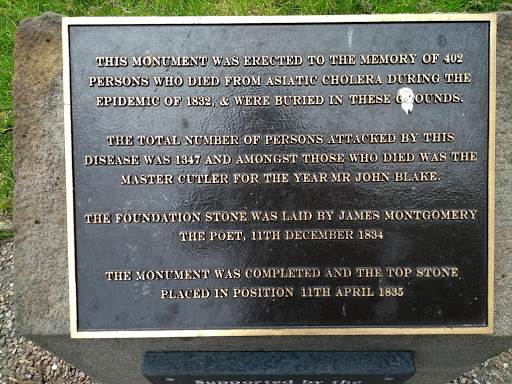 THIS MONUMENT WAS ERECTED TO THE MEMORY OF 402
PERSONS WHO DIED FROM ASIATIC CHOLERA DURING THE
EPIDEMIC OF 1832, & WERE BURIED IN THESE GROUNDS.
THE TOTAL NUMBER OF PERSONS ATTACKED BY THIS
DISEASE WAS 1347 AND AMONGST THOSE WHO DIED WAS THE
MASTER CUTLER FOR THE YEAR MR JOHN BLAKE.
THE FOUNDATION STONE WAS LAID BY JAMES MONTGOMERY
THE POET, 11TH DECEMBER 1834
THE MONUMENT WAS COMPLETED AND THE TOP STONE
PLACED IN POSITION 11TH APRIL 1835
Supported by the